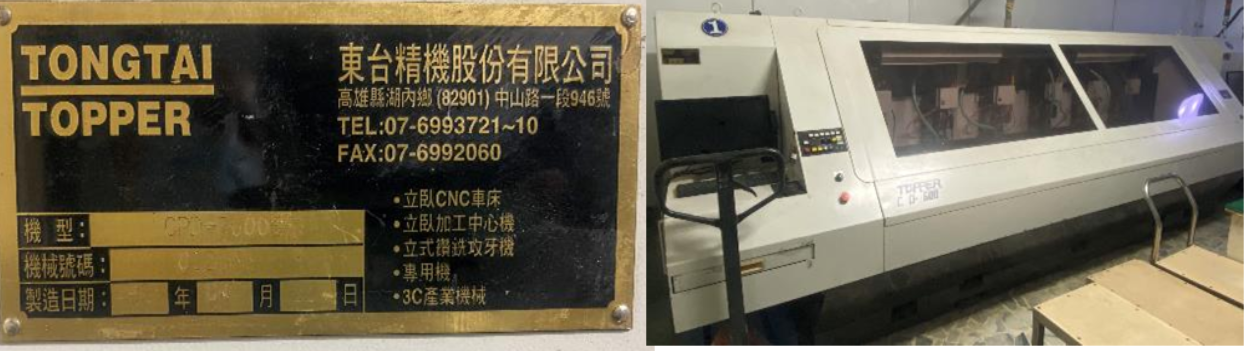 TONGTAI
TOPPER
東台精機股份有限公司
高雄縣湖內鄉 (82901) 中山路一段946號
TEL:07-6993721~10
FAX:07-6992060
•立臥CNC車床
•立臥加工中心機
•立式鑽銑攻牙機
•專用機
•3C產業機械
機 型:
機械號碼:
製造日期: 年 月 日
1
TOPPER